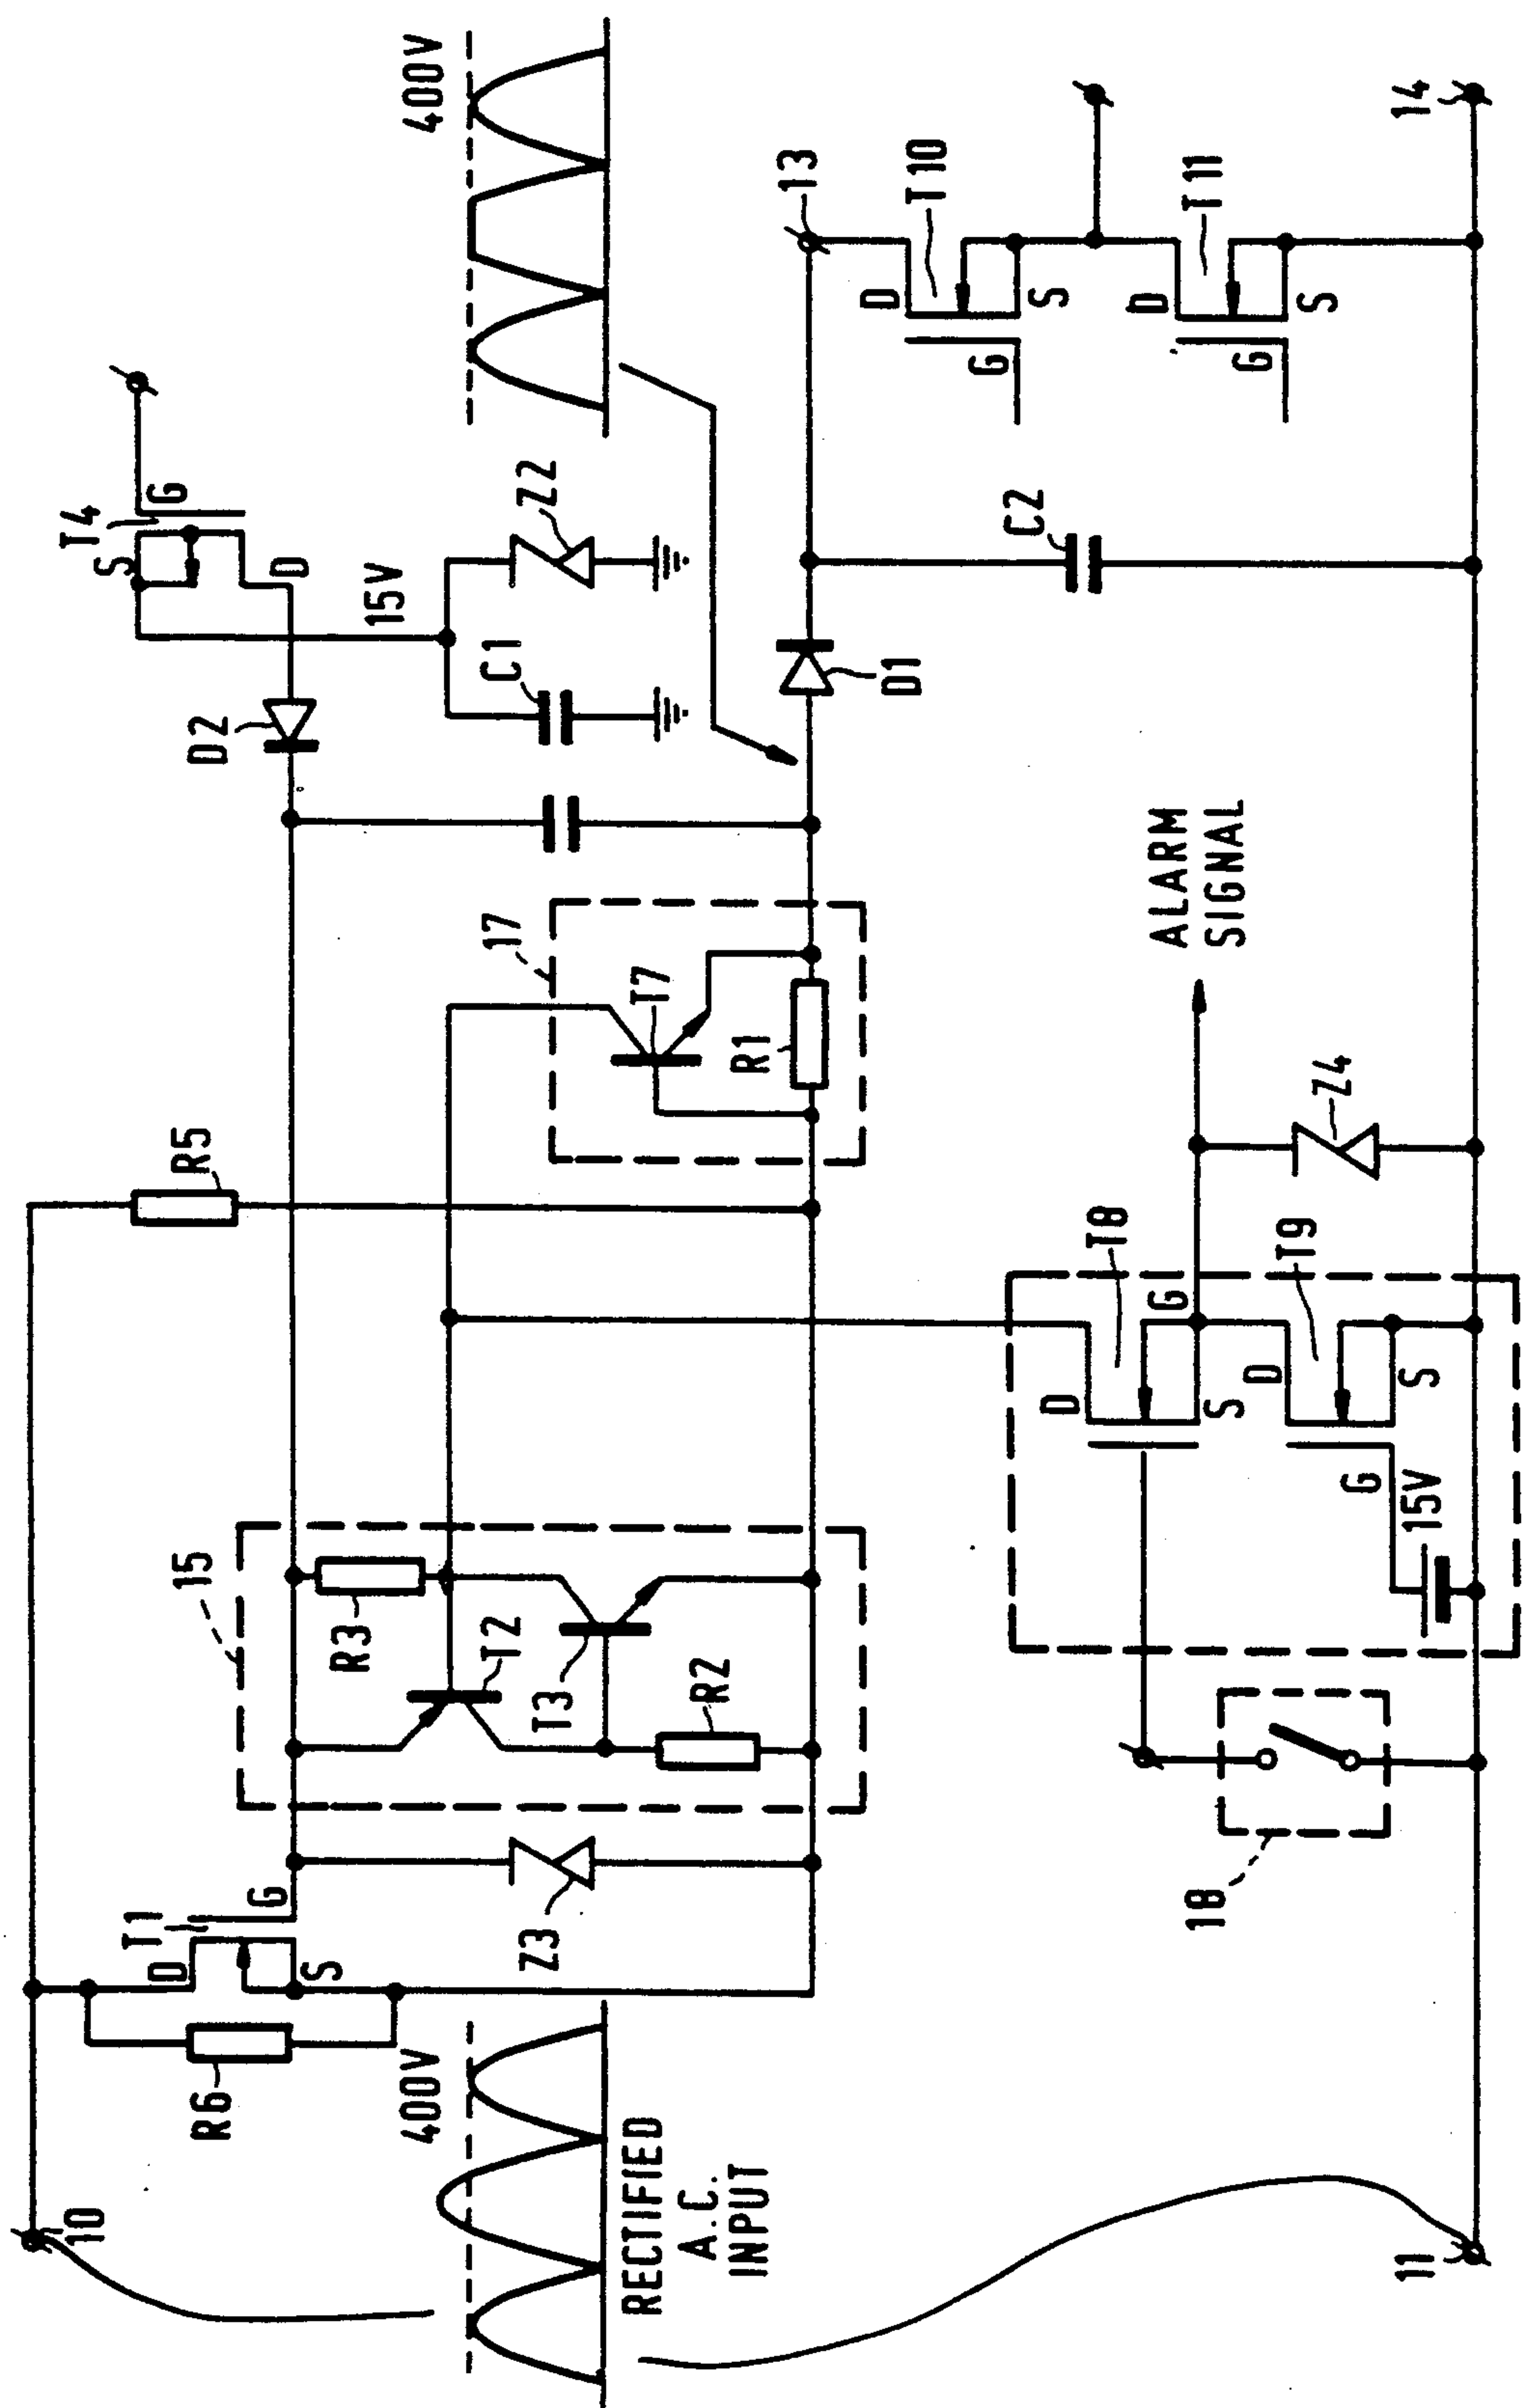 10
R6
D
T1
G
S
Z3
400V
RECTIFIED
A.C.
INPUT
11
15
R3
T2
T3
R2
R5
17
T7
R1
D2
T4
S
G
D
15V
C1
Z2
400V
D1
C2
13
D
T10
G
S
D
T11
G
S
14
18
D
T8
G
S
D
T9
G
S
15V
Z4
ALARM
SIGNAL